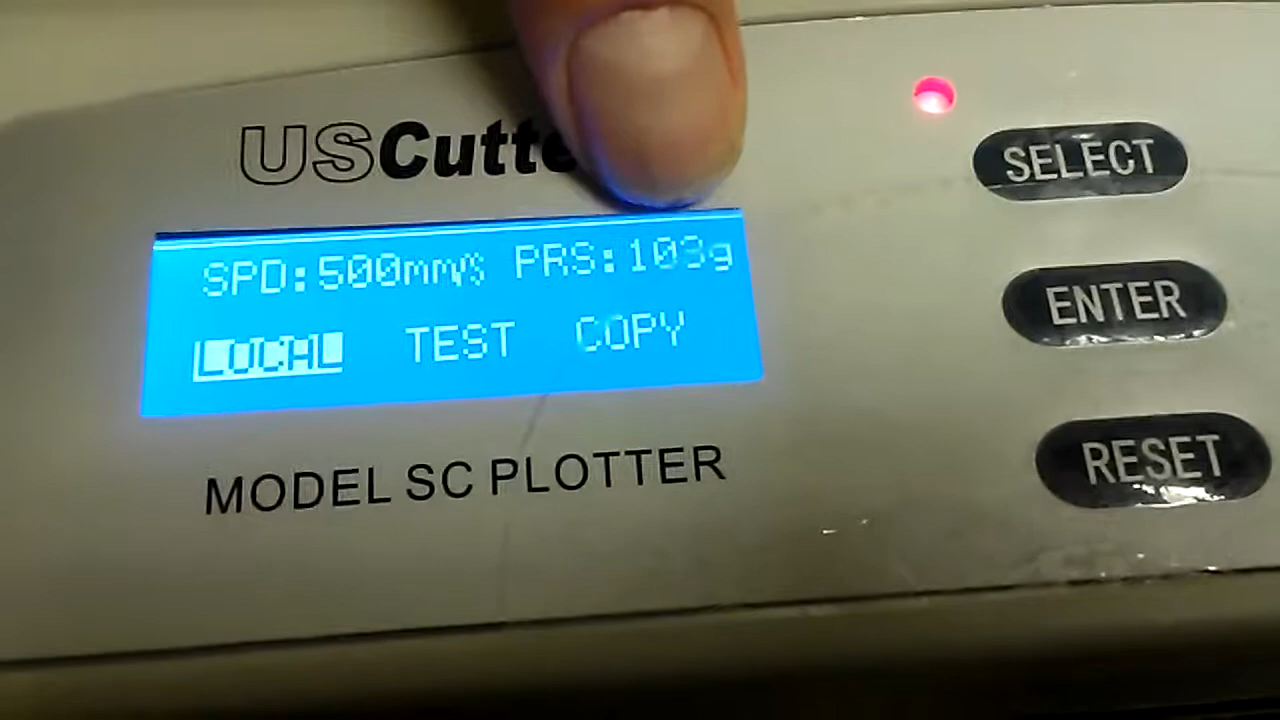 USCutte
SPD:500mm/s PRS:103g
LOCAL TEST COPY
MODEL SC PLOTTER
SELECT
ENTER
RESET